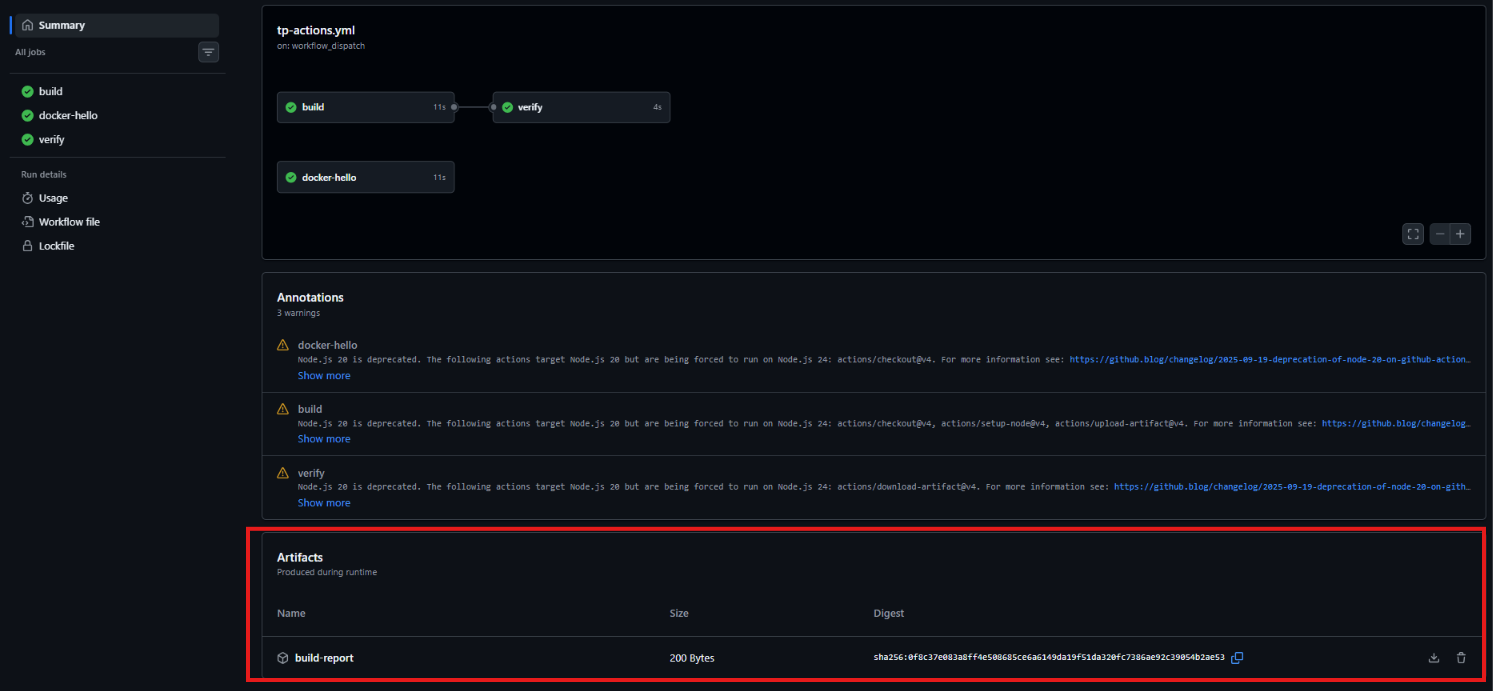 Summary
All jobs
build
docker-hello
verify
Run details
Usage
Workflow file
Lockfile
tp-actions.yml
on: workflow_dispatch
build 11s
verify 4s
docker-hello 11s
Annotations
3 warnings
docker-hello
Node.js 20 is deprecated. The following actions target Node.js 20 but are being forced to run on Node.js 24: actions/checkout@v4. For more information see: https://github.blog/changelog/2025-09-19-deprecation-of-node-20-on-github-action…
Show more
build
Node.js 20 is deprecated. The following actions target Node.js 20 but are being forced to run on Node.js 24: actions/checkout@v4, actions/setup-node@v4, actions/upload-artifact@v4. For more information see: https://github.blog/changelog…
Show more
verify
Node.js 20 is deprecated. The following actions target Node.js 20 but are being forced to run on Node.js 24: actions/download-artifact@v4. For more information see: https://github.blog/changelog/2025-09-19-deprecation-of-node-20-on-gith…
Show more
Artifacts
Produced during runtime
Name Size Digest
build-report 200 Bytes sha256:0f8c37e083a8ff4e508685ce6a6149da19f51da320fc7386ae92c39054b2ae53